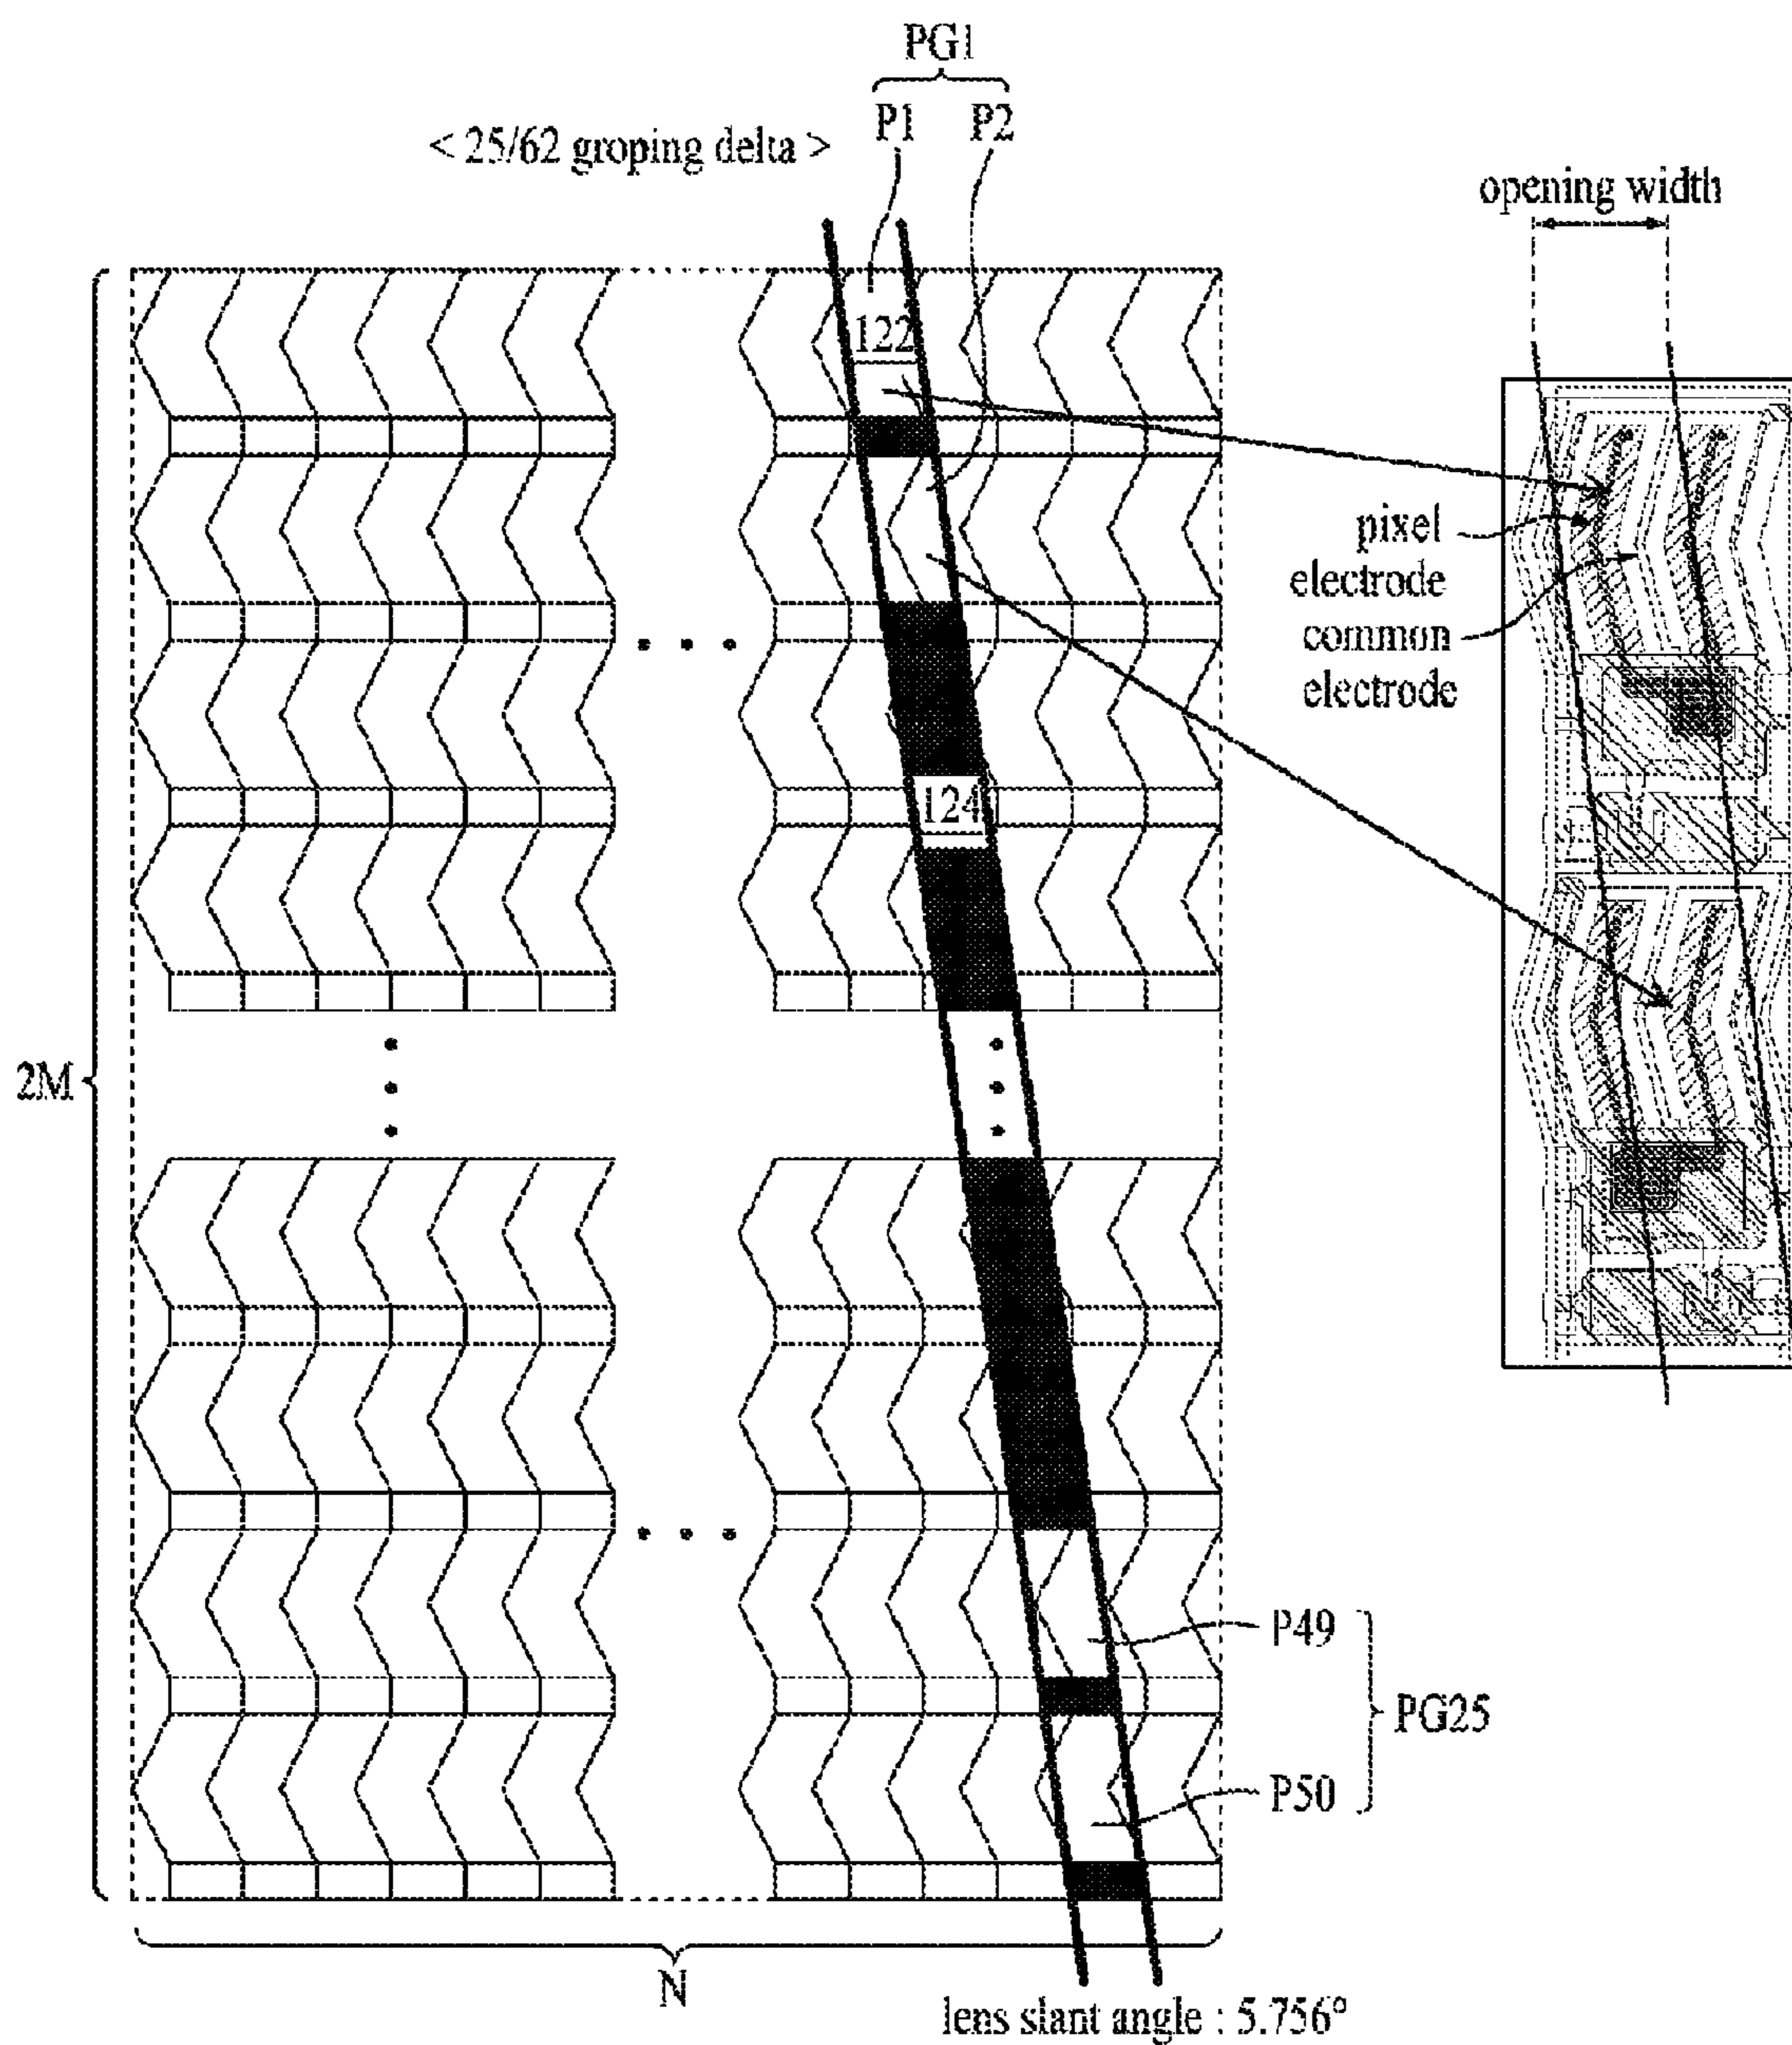 PG1
P1 P2
< 25/62 groping delta >
opening width
122
pixel
electrode
common
electrode
124
2M
P49
PG25
P50
N
lens slant angle : 5.756°